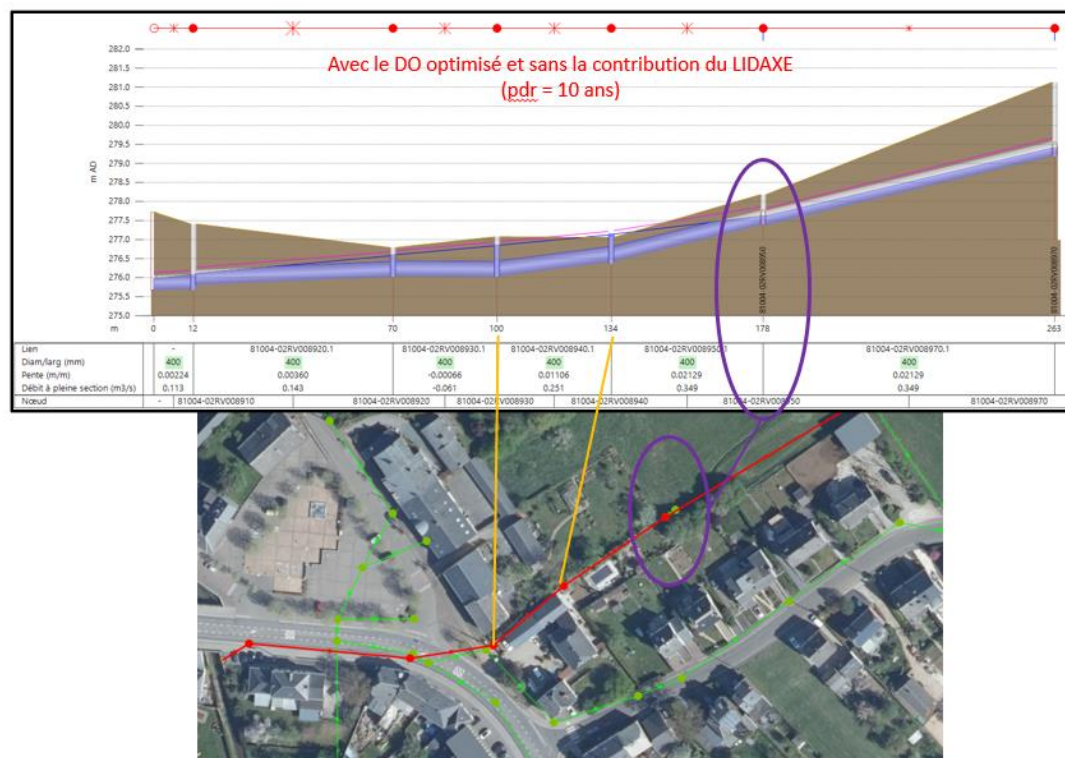 Avec le DO optimisé et sans la contribution du LIDAXE
(pdr = 10 ans)
282.0
281.5
281.0
280.5
280.0
279.5
279.0
278.5
278.0
277.5
277.0
276.5
276.0
275.5
275.0
m AD
81004-02RV008950
81004-02RV008970
m 0 12 70 100 134 178 263
Lien - 81004-02RV008920.1 81004-02RV008930.1 81004-02RV008940.1 81004-02RV008950.1 81004-02RV008970.1
Diam/larg (mm) 400 400 400 400 400 400
Pente (m/m) 0.00224 0.00360 -0.00066 0.01106 0.02129 0.02129
Débit à pleine section (m3/s) 0.113 0.143 -0.061 0.251 0.349 0.349
Nœud - 81004-02RV008910 81004-02RV008920 81004-02RV008930 81004-02RV008940 81004-02RV008950 81004-02RV008970